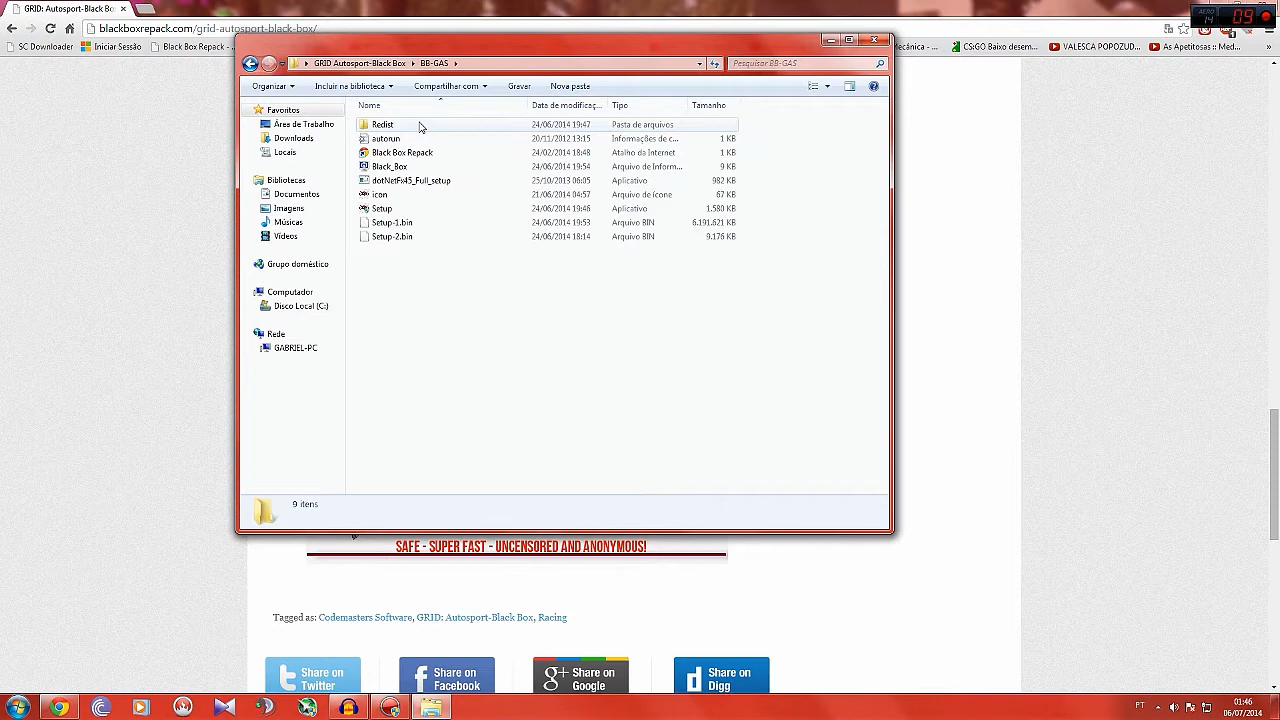 GRID: Autosport-Black Box
AERO
14
09
blackboxrepack.com/grid-autosport-black-box/
SC Downloader
Iniciar Sessão
Black Box Repack
Mecânica ...
CS:GO Baixo desem...
VALESCA POPOZUD...
As Apetitosas :: Med...
GRID Autosport-Black Box
BB-GAS
Pesquisar BB-GAS
Organizar
Incluir na biblioteca
Compartilhar com
Gravar
Nova pasta
Favoritos
Área de Trabalho
Downloads
Locais
Bibliotecas
Documentos
Imagens
Músicas
Vídeos
Grupo doméstico
Computador
Disco Local (C:)
Rede
GABRIEL-PC
Nome Data de modificaç... Tipo Tamanho
Redist 24/06/2014 19:47 Pasta de arquivos
autorun 20/11/2012 13:15 Informações de c... 1 KB
Black Box Repack 24/02/2014 18:48 Atalho da Internet 1 KB
Black_Box 24/06/2014 19:54 Arquivo de Inform... 9 KB
dotNetFx45_Full_setup 25/10/2013 06:05 Aplicativo 982 KB
icon 21/06/2014 04:57 Arquivo de ícone 67 KB
Setup 24/06/2014 19:46 Aplicativo 1.580 KB
Setup-1.bin 24/06/2014 19:53 Arquivo BIN 6.191.621 KB
Setup-2.bin 24/06/2014 18:14 Arquivo BIN 9.176 KB
9 itens
SAFE - SUPER FAST - UNCENSORED AND ANONYMOUS!
Tagged as: Codemasters Software, GRID: Autosport-Black Box, Racing
Share on
Twitter
Share on
Facebook
Share on
Google
Share on
Digg
PT
01:46
06/07/2014